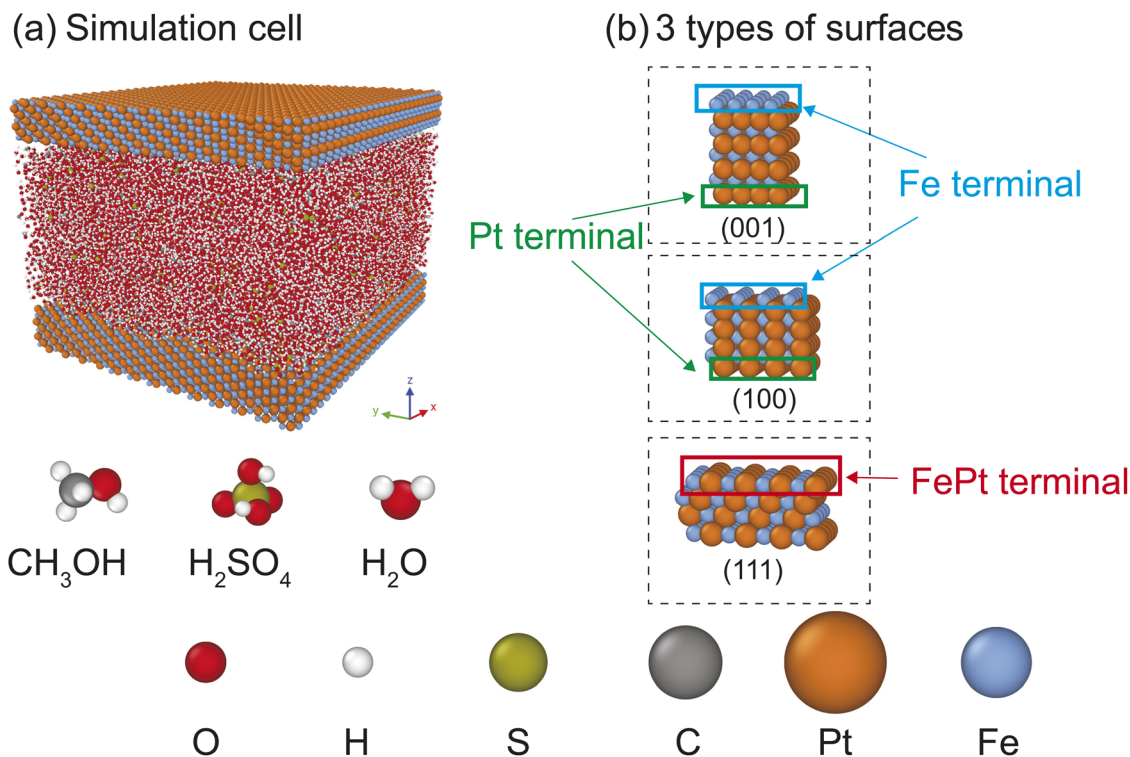 (a) Simulation cell
(b) 3 types of surfaces
Fe terminal
Pt terminal
(001)
(100)
z
y
x
FePt terminal
(111)
CH₃OH
H₂SO₄
H₂O
O
H
S
C
Pt
Fe